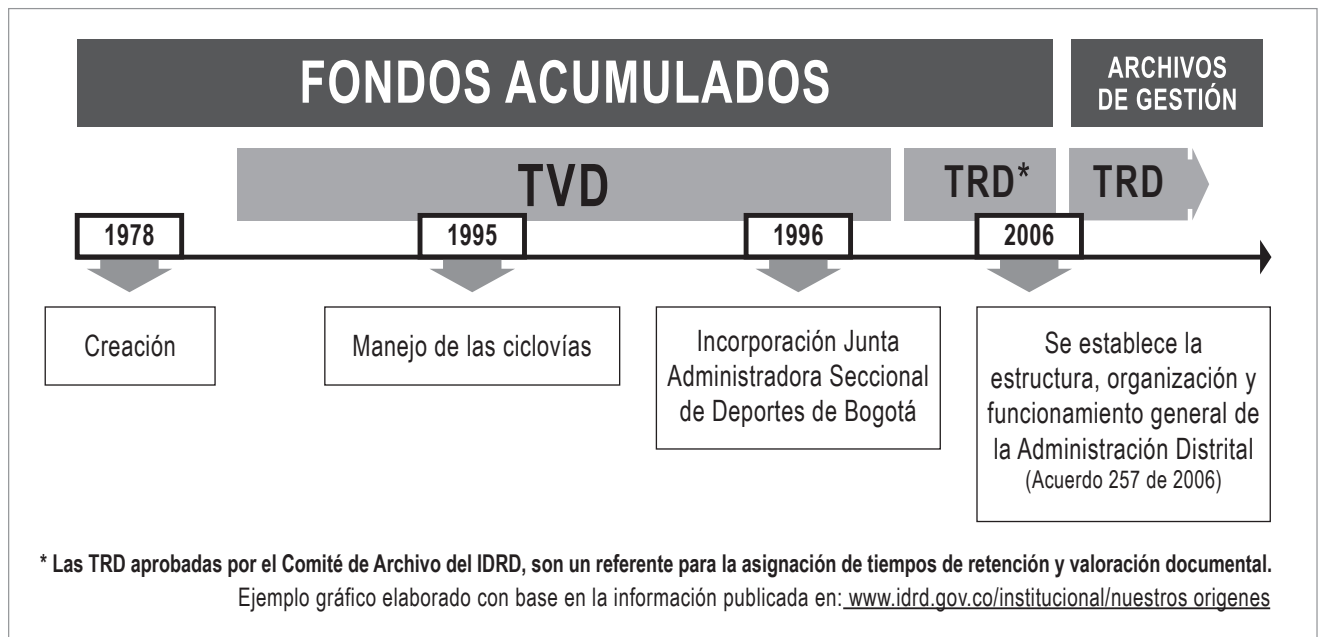 FONDOS ACUMULADOS
ARCHIVOS
DE GESTIÓN
TVD
TRD*
TRD
1978
1995
1996
2006
Creación
Manejo de las ciclovías
Incorporación Junta
Administradora Seccional
de Deportes de Bogotá
Se establece la
estructura, organización y
funcionamiento general de
la Administración Distrital
(Acuerdo 257 de 2006)
* Las TRD aprobadas por el Comité de Archivo del IDRD, son un referente para la asignación de tiempos de retención y valoración documental.
Ejemplo gráfico elaborado con base en la información publicada en: www.idrd.gov.co/institucional/nuestros origenes